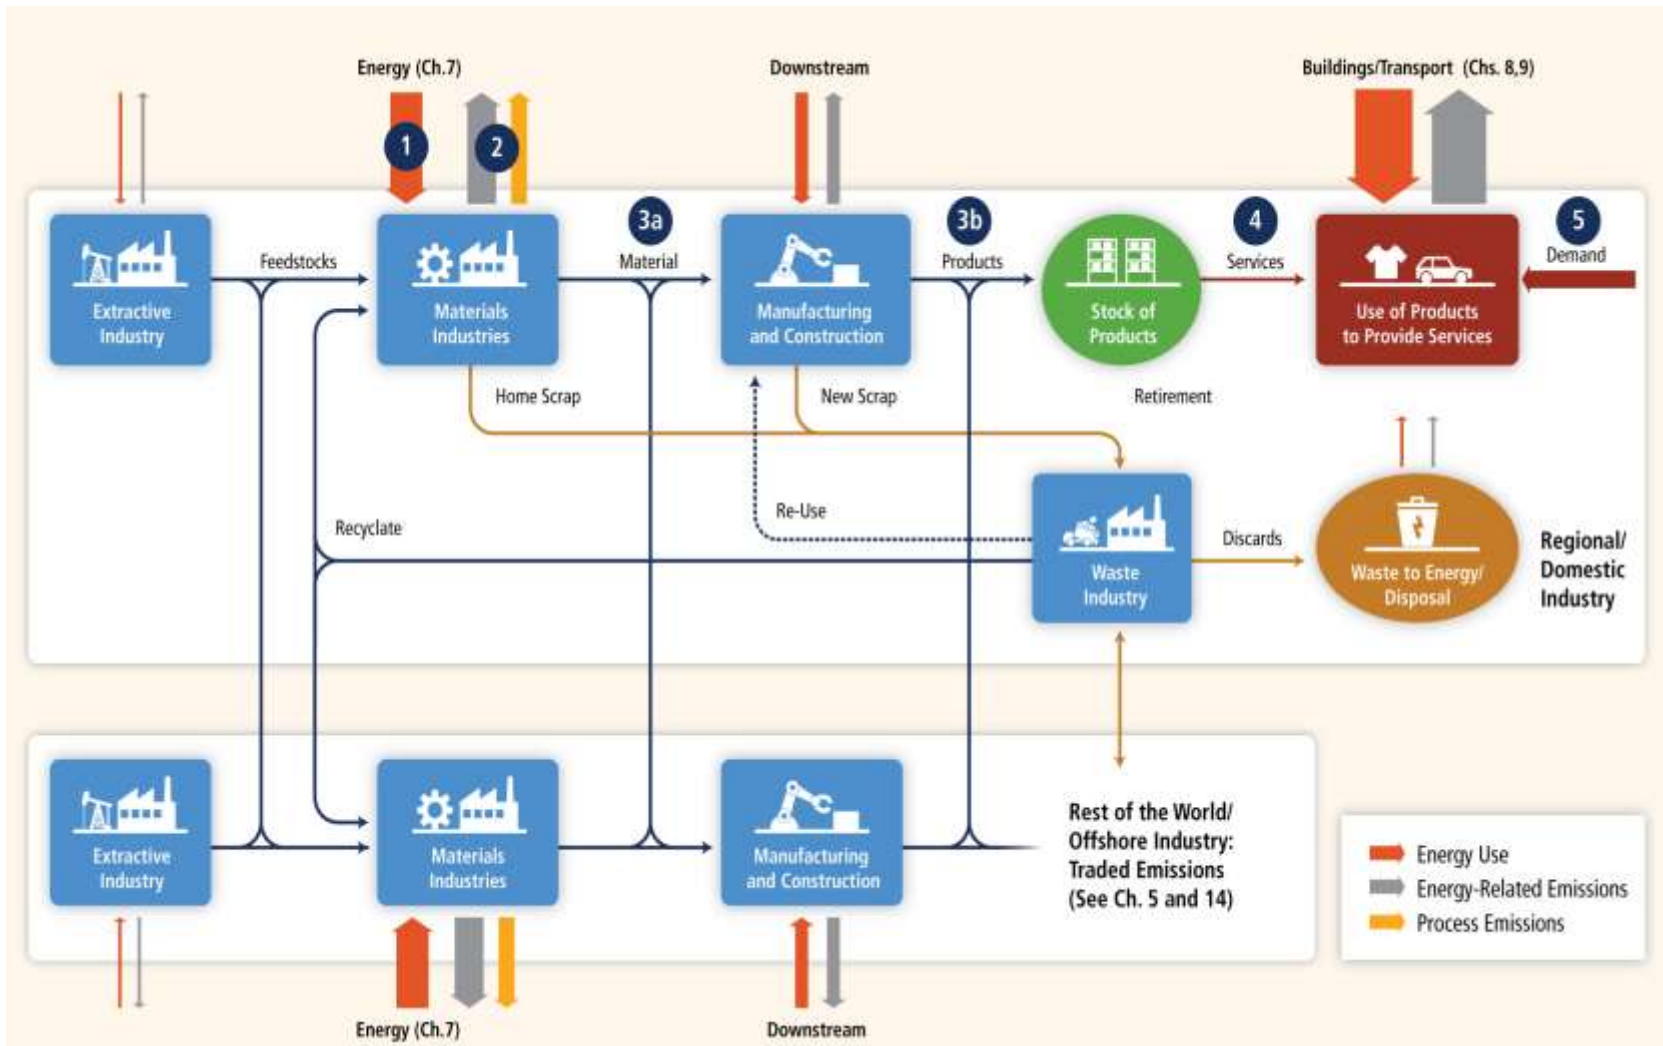 Energy (Ch.7)
Downstream
Buildings/Transport (Chs. 8,9)
1
2
3a
3b
4
5
Feedstocks
Material
Products
Services
Demand
Extractive
Industry
Materials
Industries
Manufacturing
and Construction
Stock of
Products
Use of Products
to Provide Services
Home Scrap
New Scrap
Retirement
Recyclate
Re-Use
Discards
Waste
Industry
Waste to Energy/
Disposal
Regional/
Domestic
Industry
Extractive
Industry
Materials
Industries
Manufacturing
and Construction
Rest of the World/
Offshore Industry:
Traded Emissions
(See Ch. 5 and 14)
Energy Use
Energy-Related Emissions
Process Emissions
Energy (Ch.7)
Downstream